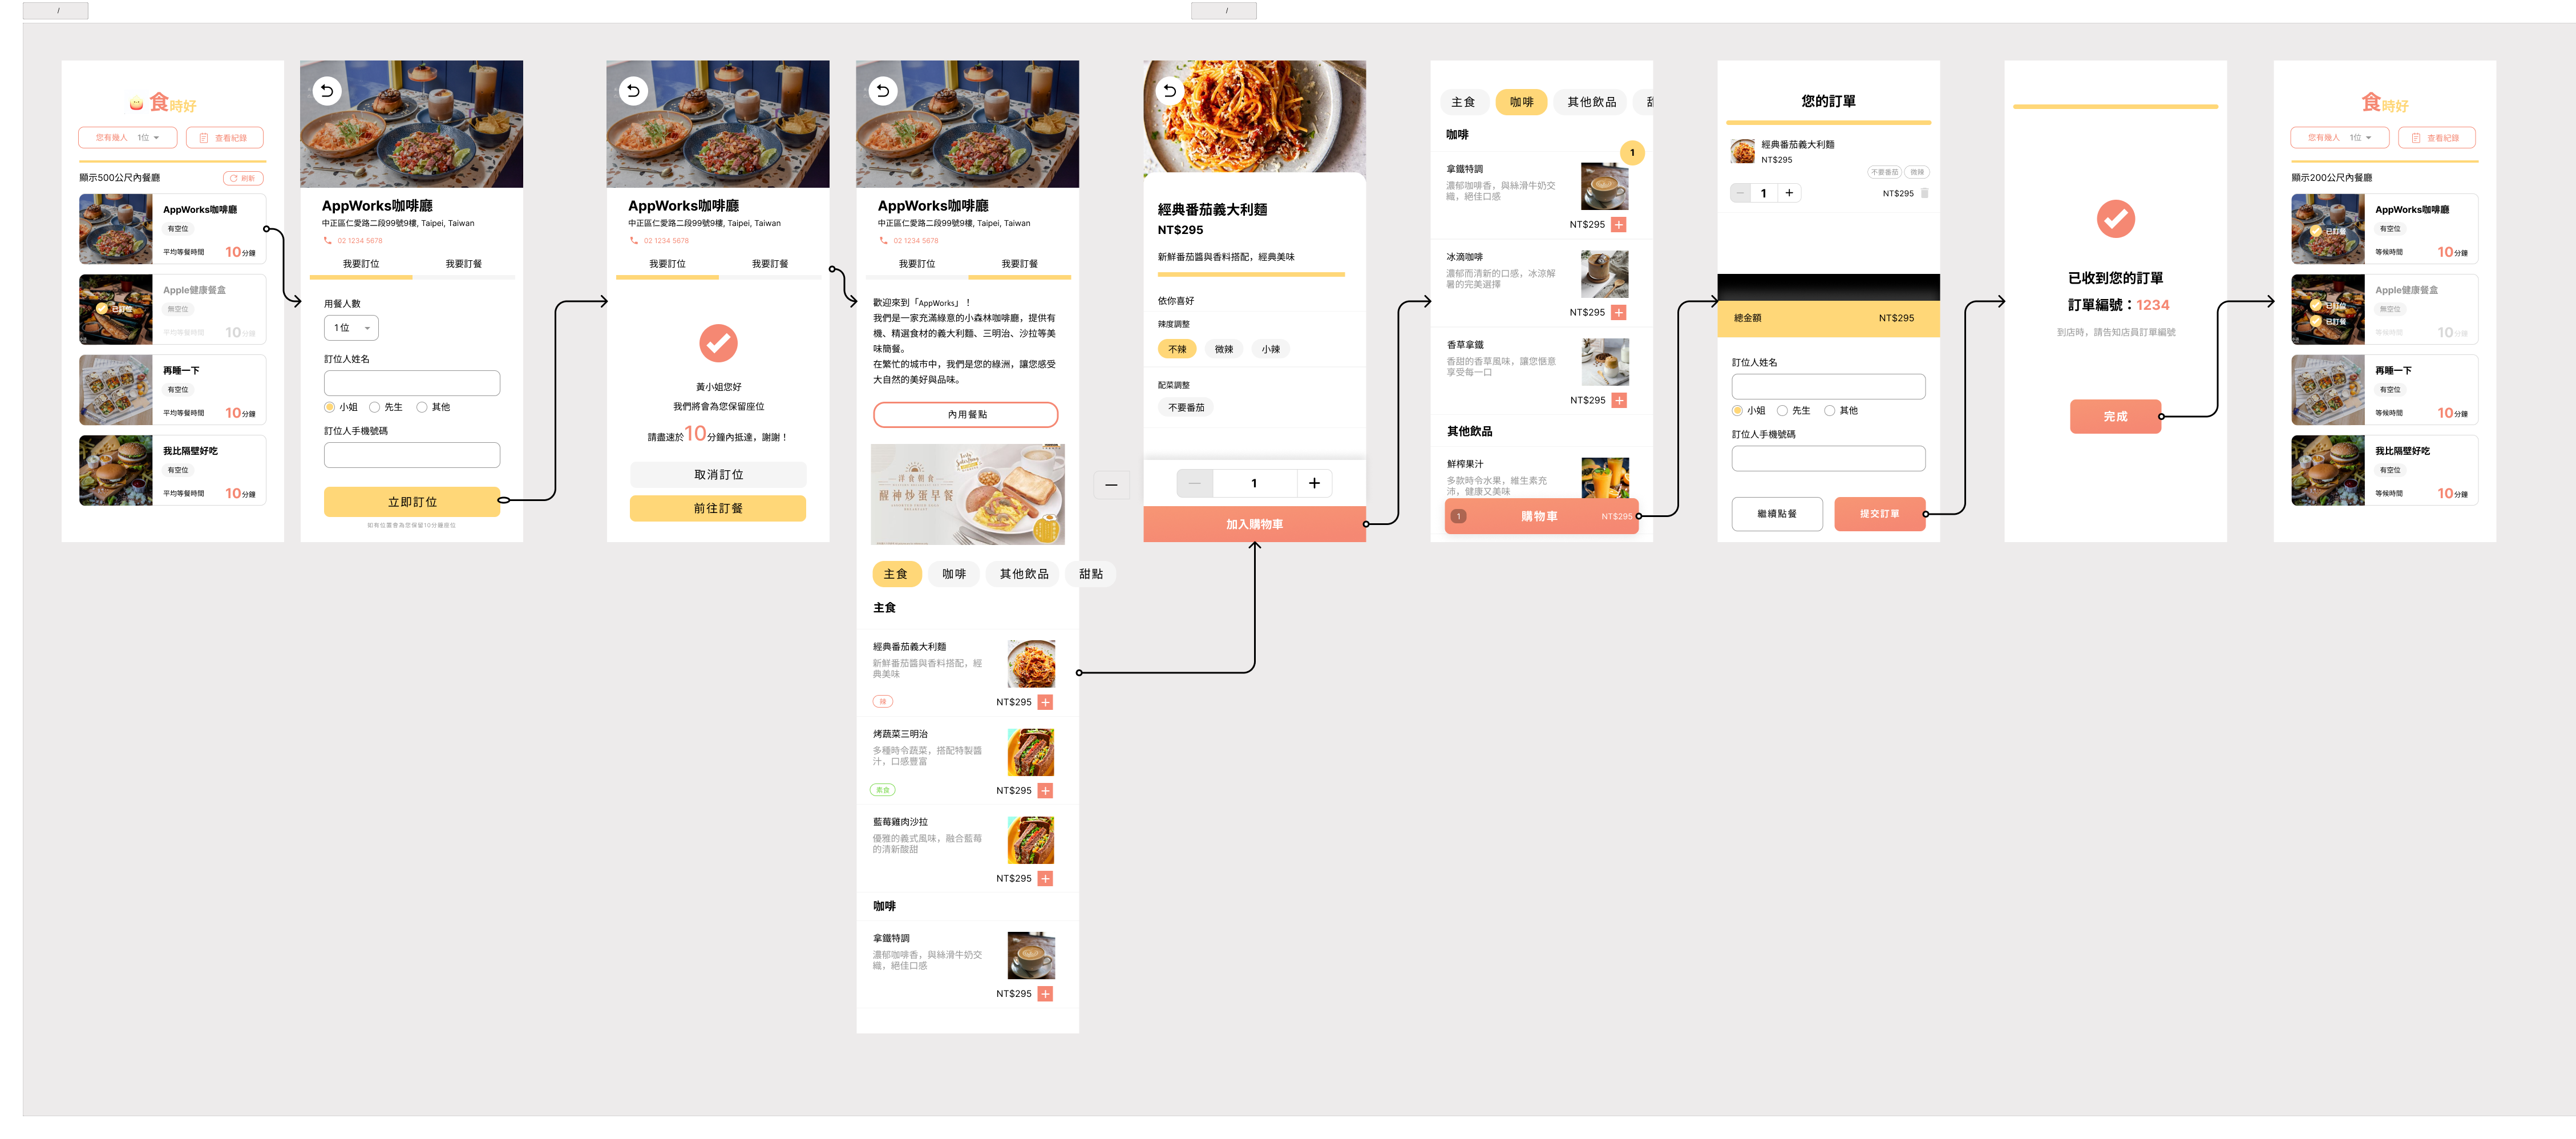 /
/
食時好
您有幾人 1位
查看紀錄
顯示500公尺內餐廳
刷新
AppWorks咖啡廳
有空位
平均等餐時間 10分鐘
已訂位
Apple健康餐盒
無空位
平均等餐時間 10分鐘
再睡一下
有空位
平均等餐時間 10分鐘
我比隔壁好吃
有空位
平均等餐時間 10分鐘
AppWorks咖啡廳
中正區仁愛路二段99號9樓, Taipei, Taiwan
02 1234 5678
我要訂位 我要訂餐
用餐人數
1 位
訂位人姓名
小姐 先生 其他
訂位人手機號碼
立即訂位
如有位置會為您保留10分鐘座位
AppWorks咖啡廳
中正區仁愛路二段99號9樓, Taipei, Taiwan
02 1234 5678
我要訂位 我要訂餐
黃小姐您好
我們將會為您保留座位
請盡速於10分鐘內抵達，謝謝！
取消訂位
前往訂餐
AppWorks咖啡廳
中正區仁愛路二段99號9樓, Taipei, Taiwan
02 1234 5678
我要訂位 我要訂餐
歡迎來到「AppWorks」！
我們是一家充滿綠意的小森林咖啡廳，提供有
機、精選食材的義大利麵、三明治、沙拉等美
味簡餐。
在繁忙的城市中，我們是您的綠洲，讓您感受
大自然的美好與品味。
內用餐點
洋食朝食
醒神炒蛋早餐
主食 咖啡 其他飲品 甜點
主食
經典番茄義大利麵
新鮮番茄醬與香料搭配，經
典美味
辣
NT$295
烤蔬菜三明治
多種時令蔬菜，搭配特製醬
汁，口感豐富
素食
NT$295
藍莓雞肉沙拉
優雅的義式風味，融合藍莓
的清新酸甜
NT$295
咖啡
拿鐵特調
濃郁咖啡香，與絲滑牛奶交
織，絕佳口感
NT$295
經典番茄義大利麵
NT$295
新鮮番茄醬與香料搭配，經典美味
依你喜好
辣度調整
不辣 微辣 小辣
配菜調整
不要番茄
1
加入購物車
主食 咖啡 其他飲品 甜
咖啡
1
拿鐵特調
濃郁咖啡香，與絲滑牛奶交
織，絕佳口感
NT$295
冰滴咖啡
濃郁而清新的口感，冰涼解
暑的完美選擇
NT$295
香草拿鐵
香甜的香草風味，讓您愜意
享受每一口
NT$295
其他飲品
鮮榨果汁
多款時令水果，維生素充
沛，健康又美味
1 購物車 NT$295
您的訂單
經典番茄義大利麵
NT$295
不要番茄 微辣
1
NT$295
總金額 NT$295
訂位人姓名
小姐 先生 其他
訂位人手機號碼
繼續點餐 提交訂單
已收到您的訂單
訂單編號：1234
到店時，請告知店員訂單編號
完成
食時好
您有幾人 1位
查看紀錄
顯示200公尺內餐廳
已訂餐
AppWorks咖啡廳
有空位
等候時間 10分鐘
已訂位
已訂餐
Apple健康餐盒
無空位
等候時間 10分鐘
再睡一下
有空位
等候時間 10分鐘
我比隔壁好吃
有空位
等候時間 10分鐘